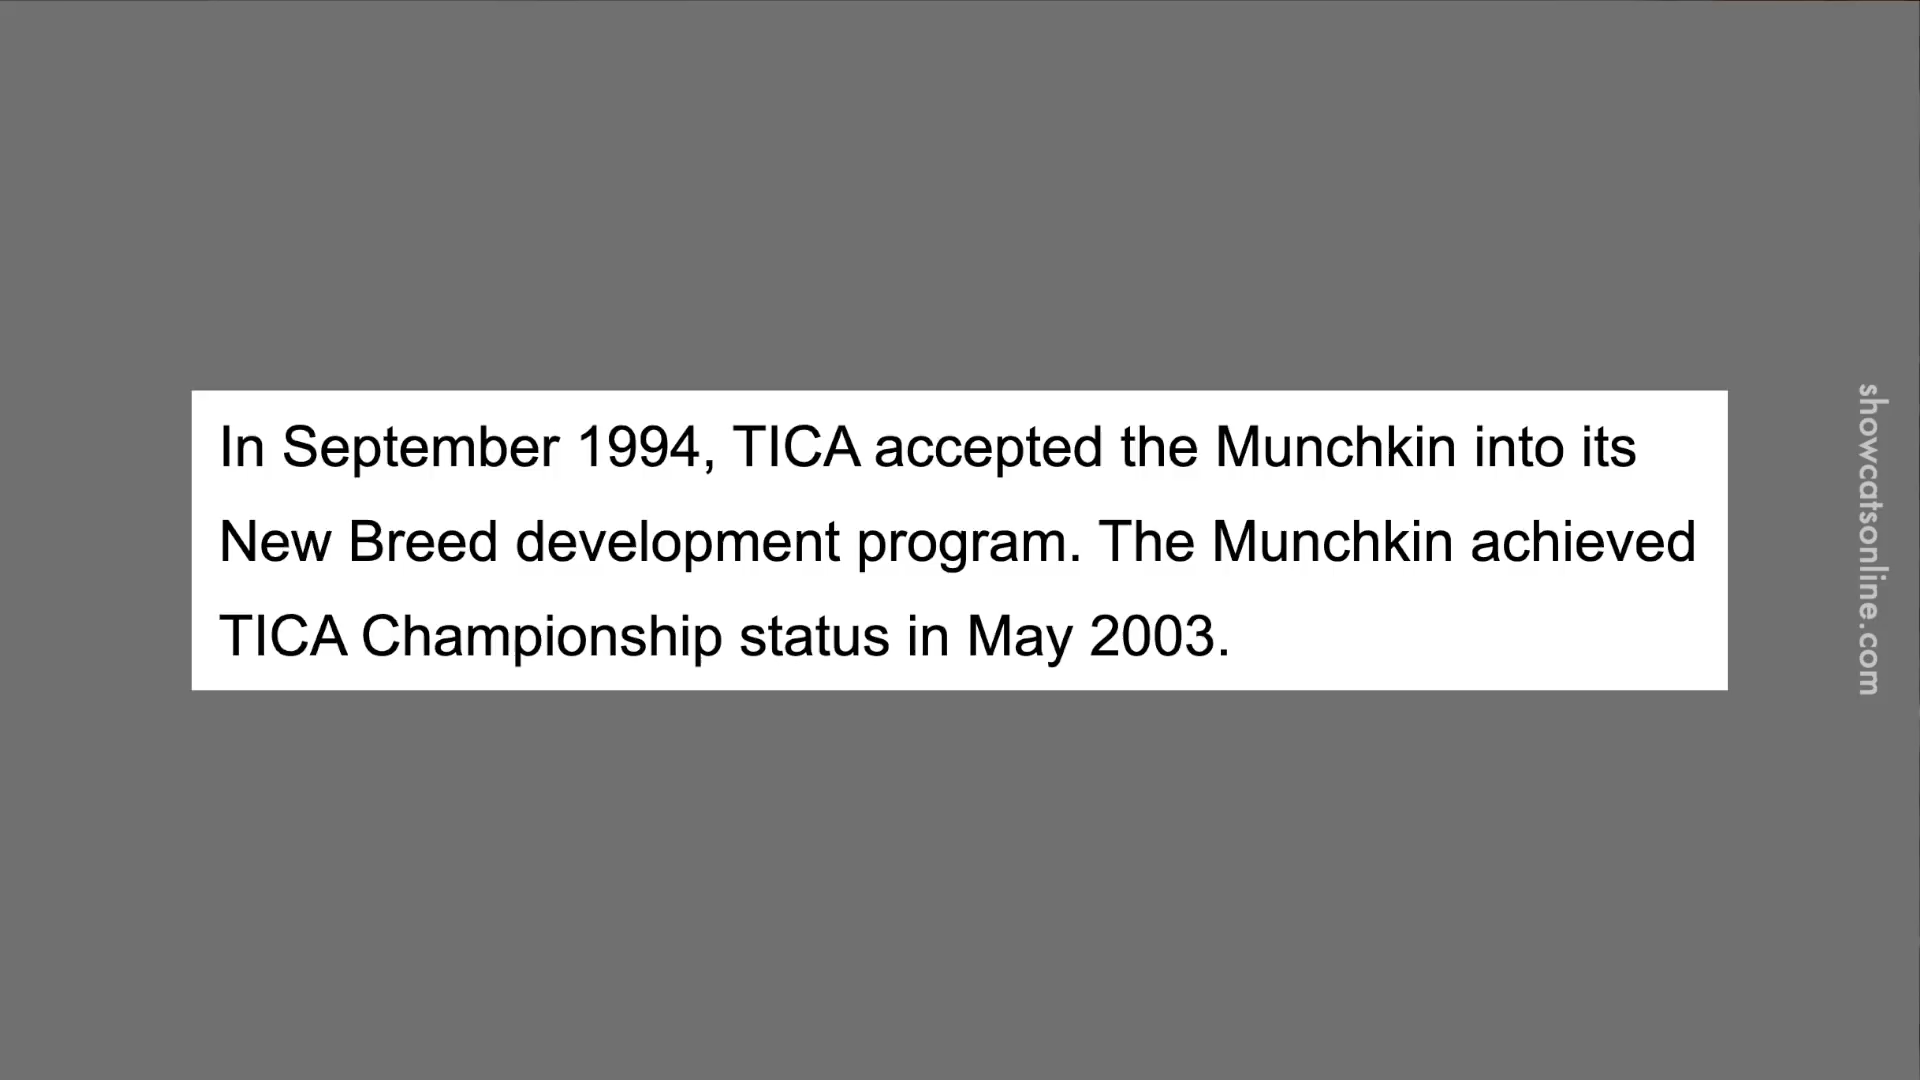 In September 1994, TICA accepted the Munchkin into its
New Breed development program. The Munchkin achieved
TICA Championship status in May 2003.
showcatsonline.com